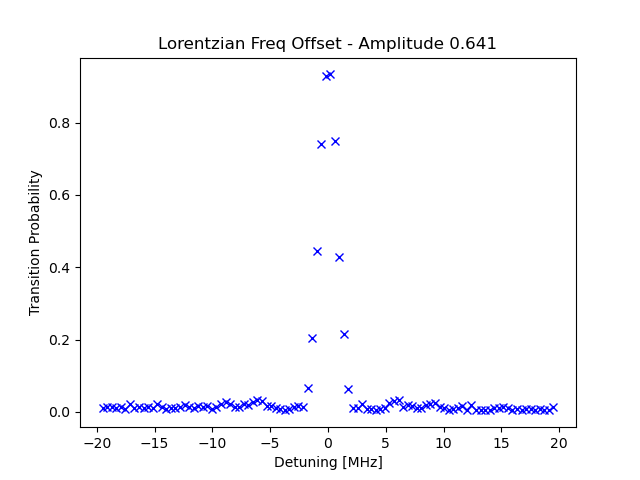 Lorentzian Freq Offset - Amplitude 0.641
Transition Probability
0.8
0.6
0.4
0.2
0.0
−20 −15 −10 −5 0 5 10 15 20
Detuning [MHz]